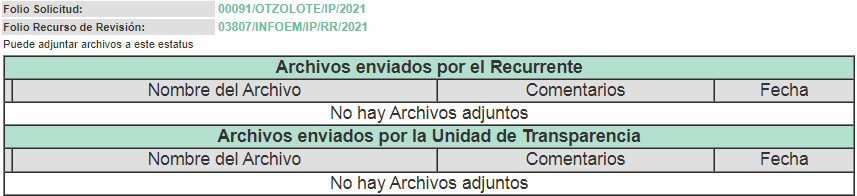 Folio Solicitud: 00091/OTZOLOTE/IP/2021
Folio Recurso de Revisión: 03807/INFOEM/IP/RR/2021
Puede adjuntar archivos a este estatus
Archivos enviados por el Recurrente
Nombre del Archivo Comentarios Fecha
No hay Archivos adjuntos
Archivos enviados por la Unidad de Transparencia
Nombre del Archivo Comentarios Fecha
No hay Archivos adjuntos